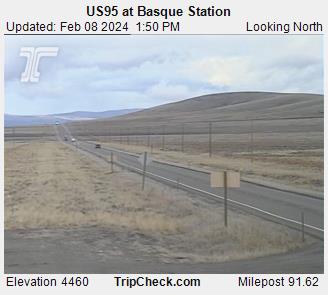 US95 at Basque Station
Updated: Feb 08 2024  1:50 PM Looking North
Elevation 4460 TripCheck.com Milepost 91.62